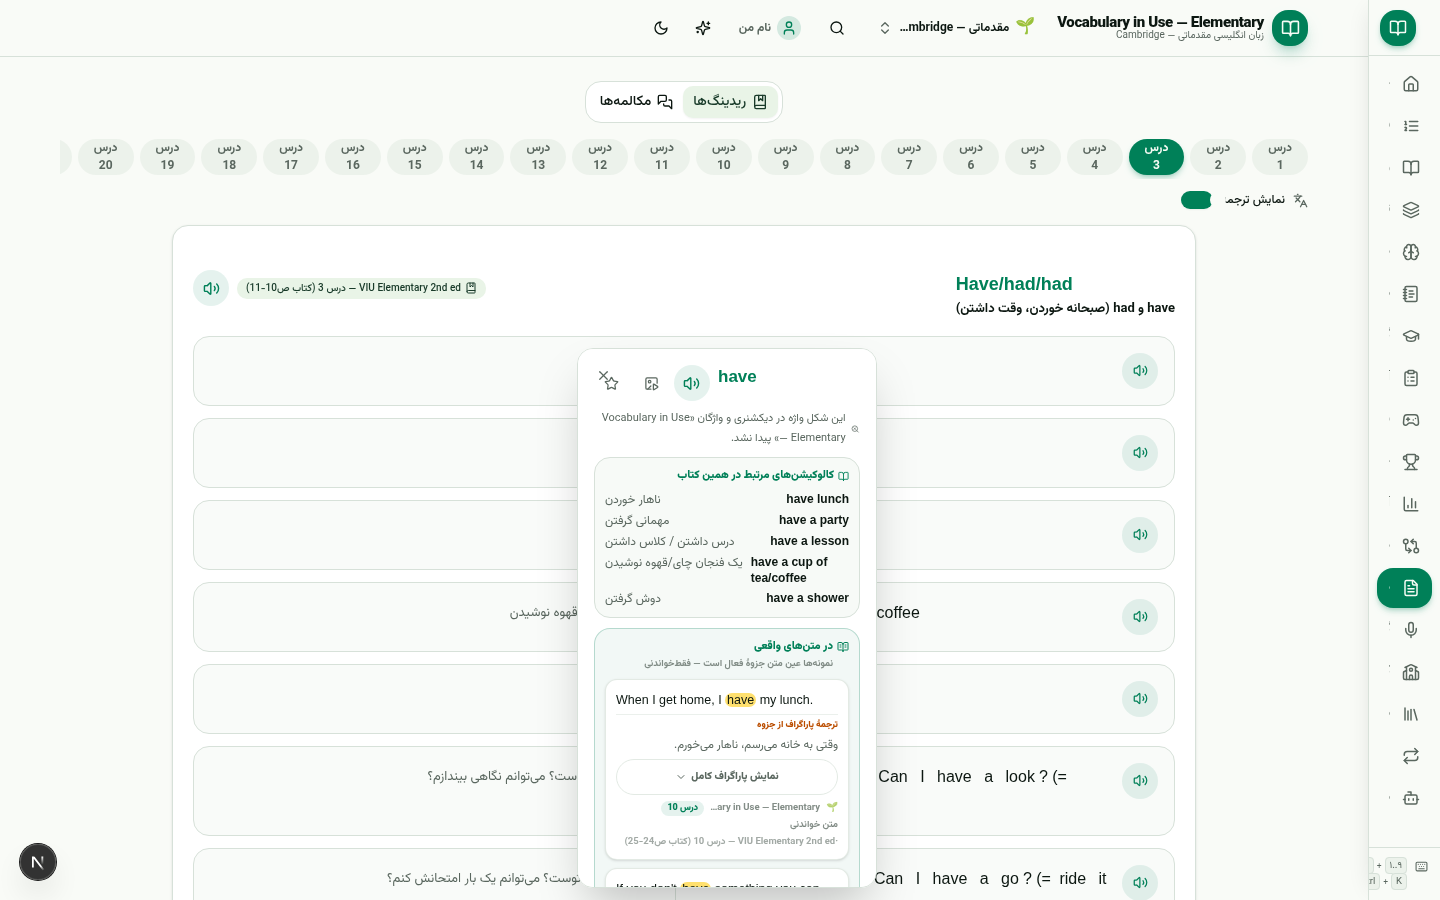 Vocabulary in Use — Elementary
زبان انگلیسی مقدماتی — Cambridge
مقدماتی — mbridge...
نام من
ریدینگ‌ها
مکالمه‌ها
درس 1
درس 2
درس 3
درس 4
درس 5
درس 6
درس 7
درس 8
درس 9
درس 10
درس 11
درس 12
درس 13
درس 14
درس 15
درس 16
درس 17
درس 18
درس 19
درس 20
نمایش ترجمه
Have/had/had
have و had (صبحانه خوردن، وقت داشتن)
VIU Elementary 2nd ed — درس 3 (کتاب ص10-11)
have
این شکل واژه در دیکشنری و واژگان «Vocabulary in Use
— Elementary» پیدا نشد.
کالوکیشن‌های مرتبط در همین کتاب
have lunch ناهار خوردن
have a party مهمانی گرفتن
have a lesson درس داشتن / کلاس داشتن
have a cup of tea/coffee یک فنجان چای/قهوه نوشیدن
have a shower دوش گرفتن
در متن‌های واقعی
نمونه‌ها عین متن جزوهٔ فعال است — فقط‌خواندنی
When I get home, I have my lunch.
ترجمهٔ پاراگراف از جزوه
وقتی به خانه می‌رسم، ناهار می‌خورم.
نمایش پاراگراف کامل
...ary in Use — Elementary درس 10
متن خواندنی
·VIU Elementary 2nd ed — درس 10 (کتاب ص24-25)
If you don't have something you can
coffee
قهوه نوشیدن
Can I have a look ? (=
ست؟ می‌توانم نگاهی بیندازم؟
Can I have a go ? (= ride it
وست؟ می‌توانم یک بار امتحانش کنم؟
N
+ ۱..۹
+ K